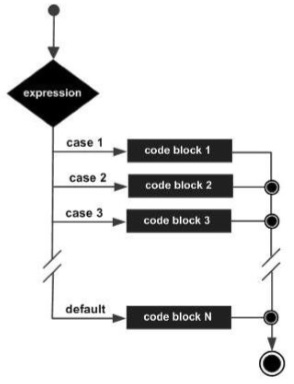 expression
case 1
code block 1
case 2
code block 2
case 3
code block 3
default
code block N